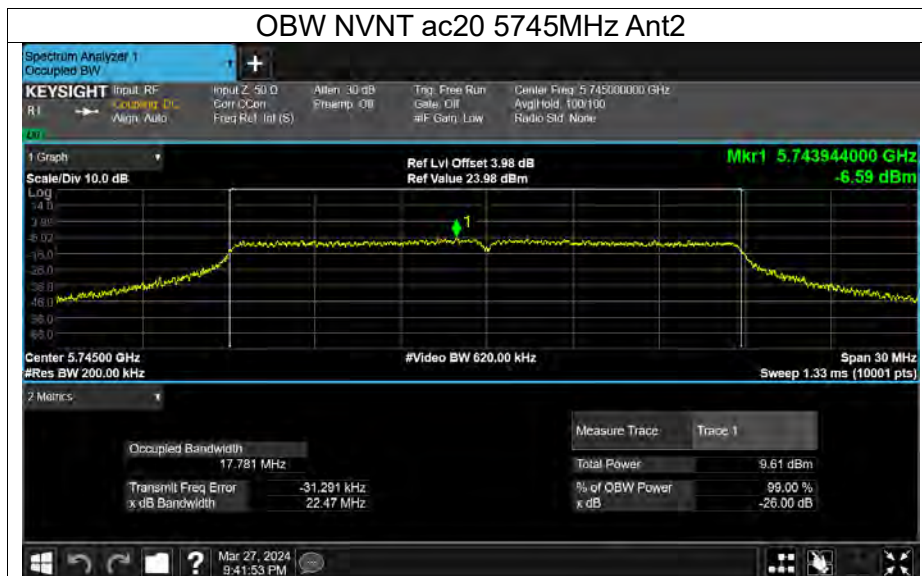 OBW NVNT ac20 5745MHz Ant2
Spectrum Analyzer 1
Occupied BW
1
+
KEYSIGHT Input: RF
Coupling: DC
Align: Auto
Input Z: 50 Ω
Corr CCorr
Freq Ref: Int (S)
Atten: 30 dB
Preamp: Off
Trig: Free Run
Gate: Off
#IF Gain: Low
Center Freq: 5.745000000 GHz
Avg|Hold: 100/100
Radio Std: None
1 Graph
Scale/Div 10.0 dB
Log
Ref Lvl Offset 3.98 dB
Ref Value 23.98 dBm
Mkr1 5.743944000 GHz
-6.59 dBm
1
Center 5.74500 GHz
#Res BW 200.00 kHz
#Video BW 620.00 kHz
Span 30 MHz
Sweep 1.33 ms (10001 pts)
2 Metrics
Occupied Bandwidth
17.781 MHz
Transmit Freq Error -31.291 kHz
x dB Bandwidth 22.47 MHz
Measure Trace Trace 1
Total Power 9.61 dBm
% of OBW Power 99.00 %
x dB -26.00 dB
?
Mar 27, 2024
9:41:53 PM